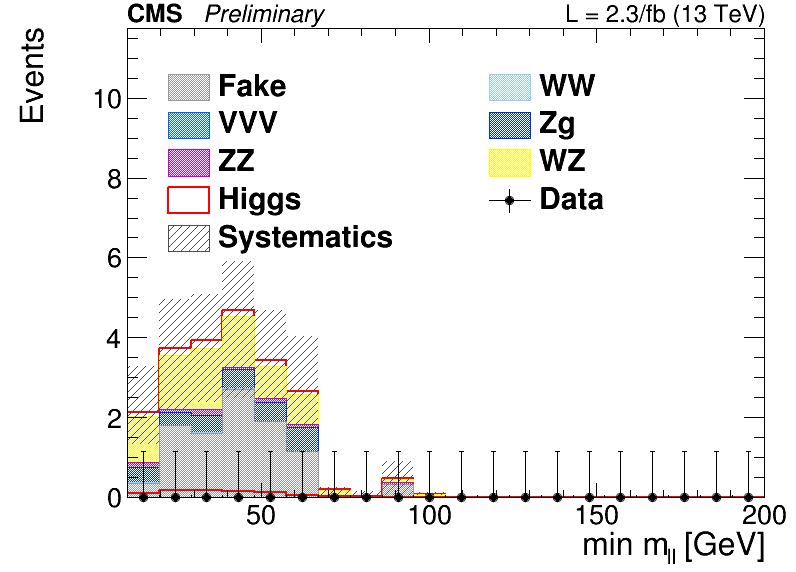 CMS Preliminary L = 2.3/fb (13 TeV)
Events
Fake WW
VVV Zg
ZZ WZ
Higgs Data
Systematics
10
8
6
4
2
0
50 100 150 200
min m_ll [GeV]